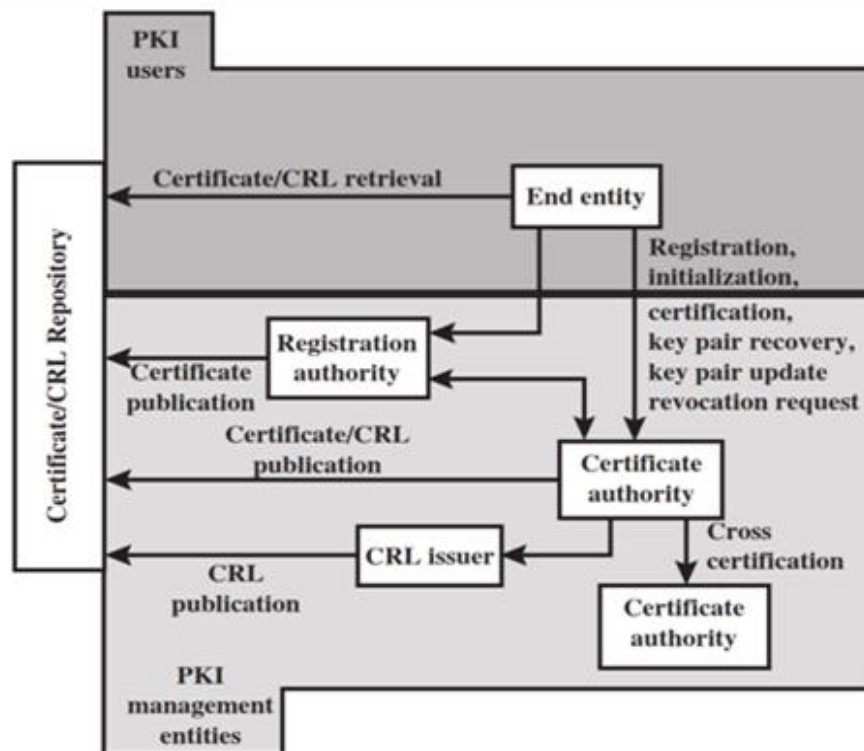 PKI
users
Certificate/CRL retrieval
End entity
Registration,
initialization,
certification,
key pair recovery,
key pair update
revocation request
Certificate/CRL Repository
Registration
authority
Certificate
publication
Certificate/CRL
publication
Certificate
authority
CRL issuer
CRL
publication
Cross
certification
Certificate
authority
PKI
management
entities